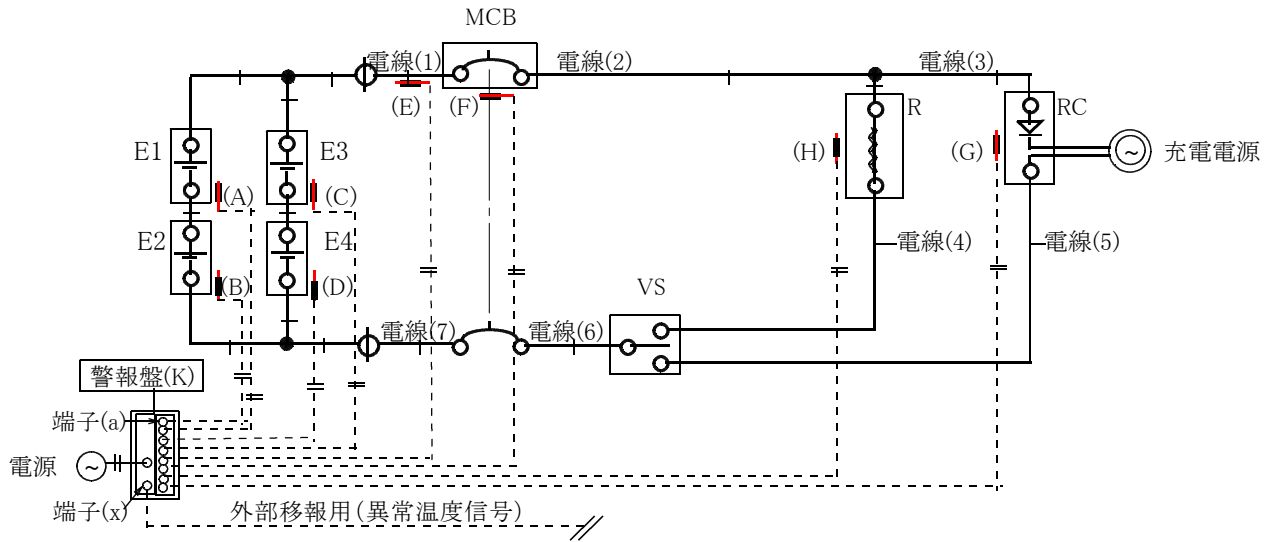 MCB
電線(1)
電線(2)
電線(3)
(E)
(F)
R
RC
E1
E3
(H)
(G)
~
充電電源
(A)
(C)
E2
E4
電線(4)
電線(5)
(B)
(D)
VS
電線(7)
電線(6)
警報盤(K)
端子(a)
電源
~
端子(x)
外部移報用(異常温度信号)